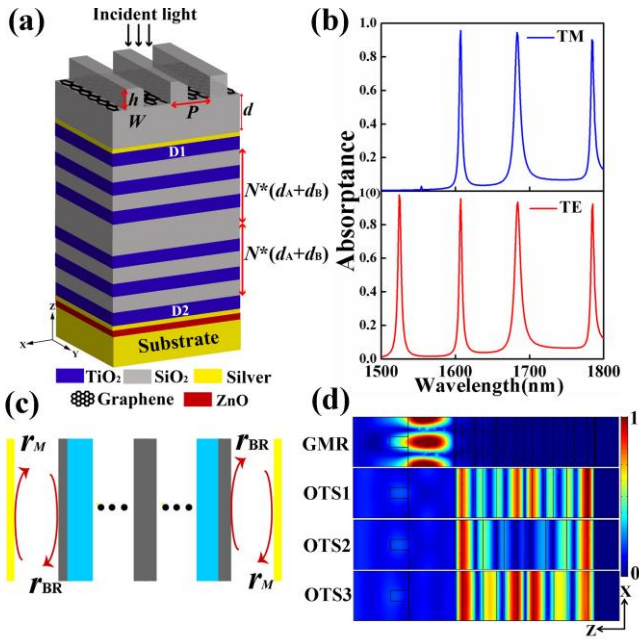 (a)
Incident light
h
W
P
d
D1
N*(dA+dB)
N*(dA+dB)
D2
Z
X
Y
Substrate
TiO2
SiO2
Silver
Graphene
ZnO
(b)
1.0
0.8
0.6
0.4
0.2
TM
1.0
0.8
0.6
0.4
0.2
0.0
TE
Absorptance
1500
1600
1700
1800
Wavelength(nm)
(c)
rM
rBR
rBR
rM
(d)
GMR
OTS1
OTS2
OTS3
1
0
X
Z